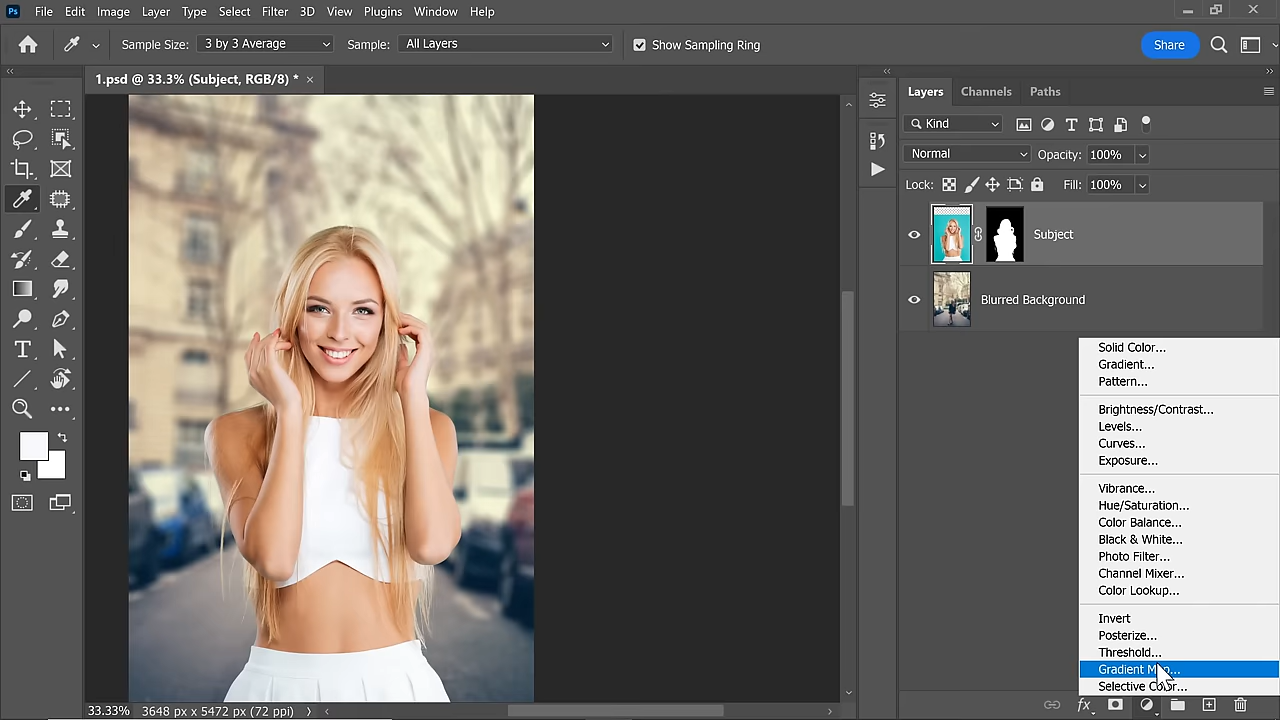 Ps File Edit Image Layer Type Select Filter 3D View Plugins Window Help
Sample Size: 3 by 3 Average Sample: All Layers Show Sampling Ring Share
1.psd @ 33.3% (Subject, RGB/8) * ×
Layers Channels Paths
Kind
Normal Opacity: 100%
Lock: Fill: 100%
Subject
Blurred Background
Solid Color...
Gradient...
Pattern...
Brightness/Contrast...
Levels...
Curves...
Exposure...
Vibrance...
Hue/Saturation...
Color Balance...
Black & White...
Photo Filter...
Channel Mixer...
Color Lookup...
Invert
Posterize...
Threshold...
Gradient Map...
Selective Color...
33.33% 3648 px x 5472 px (72 ppi)
fx